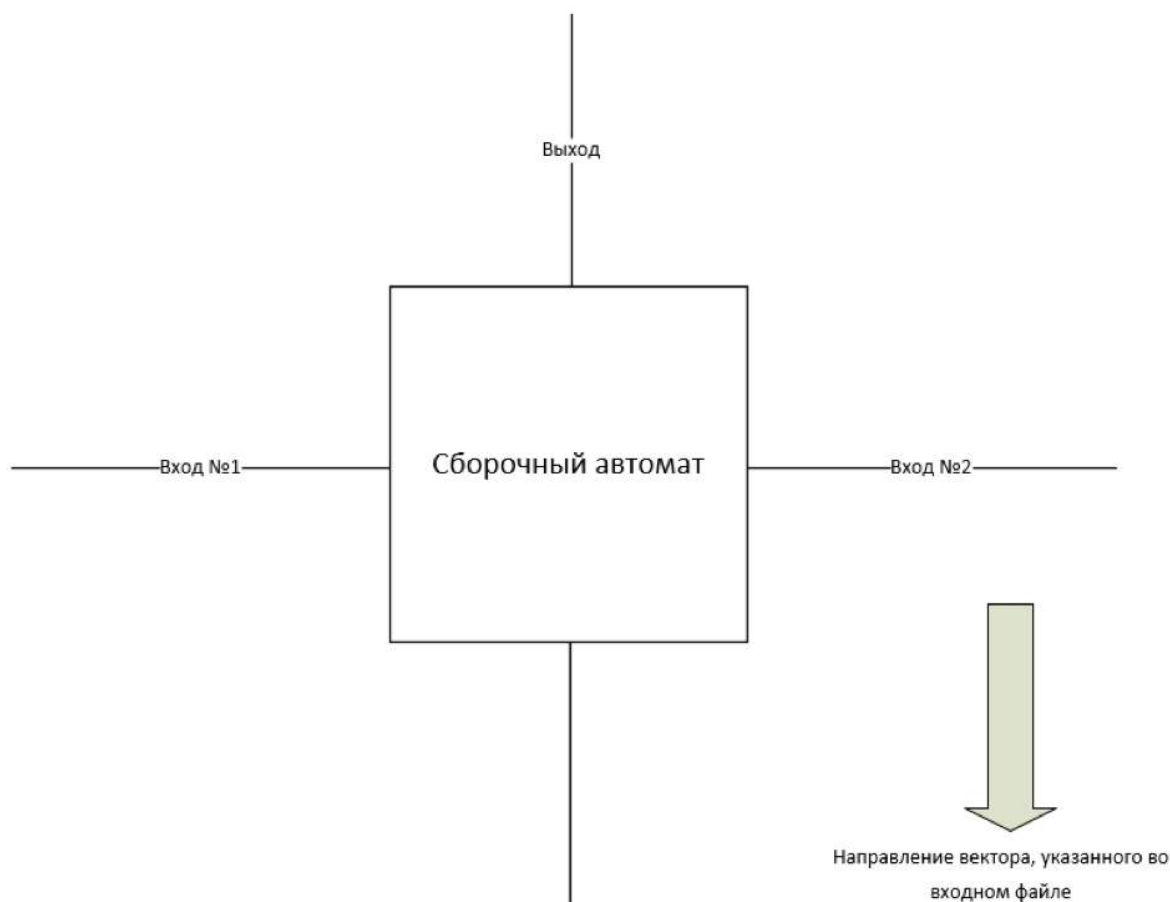 Выход
Вход №1
Сборочный автомат
Вход №2
Направление вектора, указанного во
входном файле